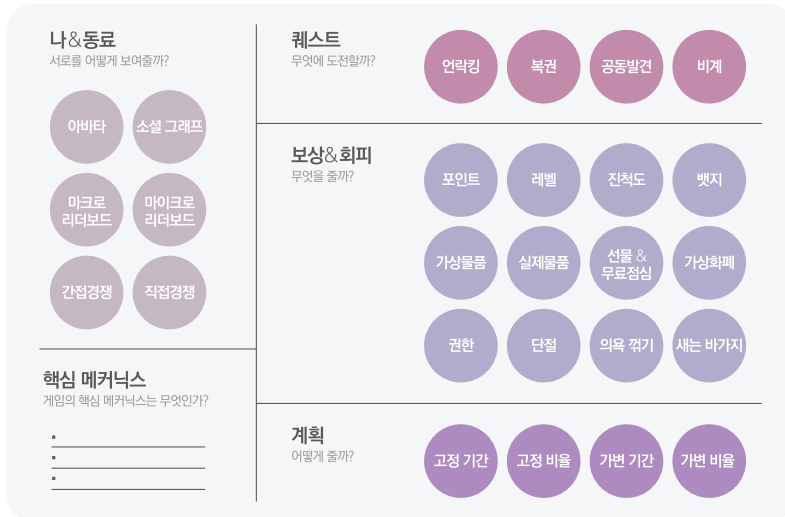 나&동료
서로를 어떻게 보여줄까?
아바타
소셜 그래프
마크로
리더보드
마이크로
리더보드
간접경쟁
직접경쟁
핵심 메커닉스
게임의 핵심 메커닉스는 무엇인가?
퀘스트
무엇에 도전할까?
언락킹
복권
공동발견
비계
보상&회피
무엇을 줄까?
포인트
레벨
진척도
뱃지
가상물품
실제물품
선물 &
무료점심
가상화폐
권한
단절
의욕 꺾기
새는 바가지
계획
어떻게 줄까?
고정 기간
고정 비율
가변 기간
가변 비율